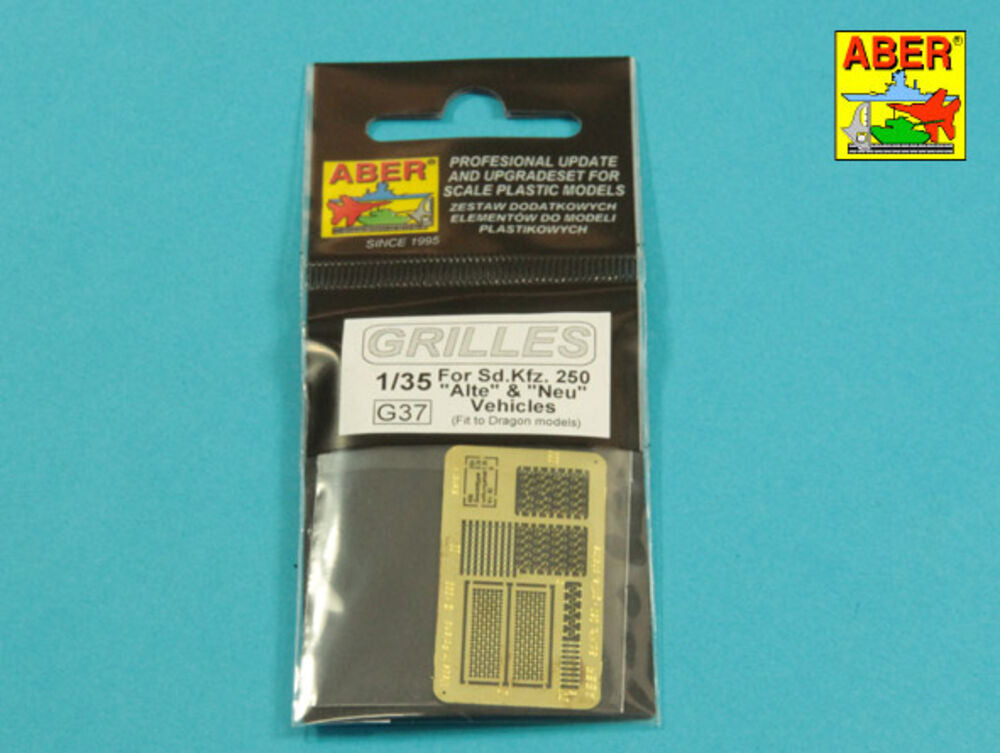 ABER®
ABER®
SINCE 1995
PROFESIONAL UPDATE
AND UPGRADESET FOR
SCALE PLASTIC MODELS
ZESTAW DODATKOWYCH
ELEMENTÓW DO MODELI
PLASTIKOWYCH
GRILLES
1/35 For Sd.Kfz. 250
"Alte" & "Neu"
G37 Vehicles
(Fit to Dragon models)